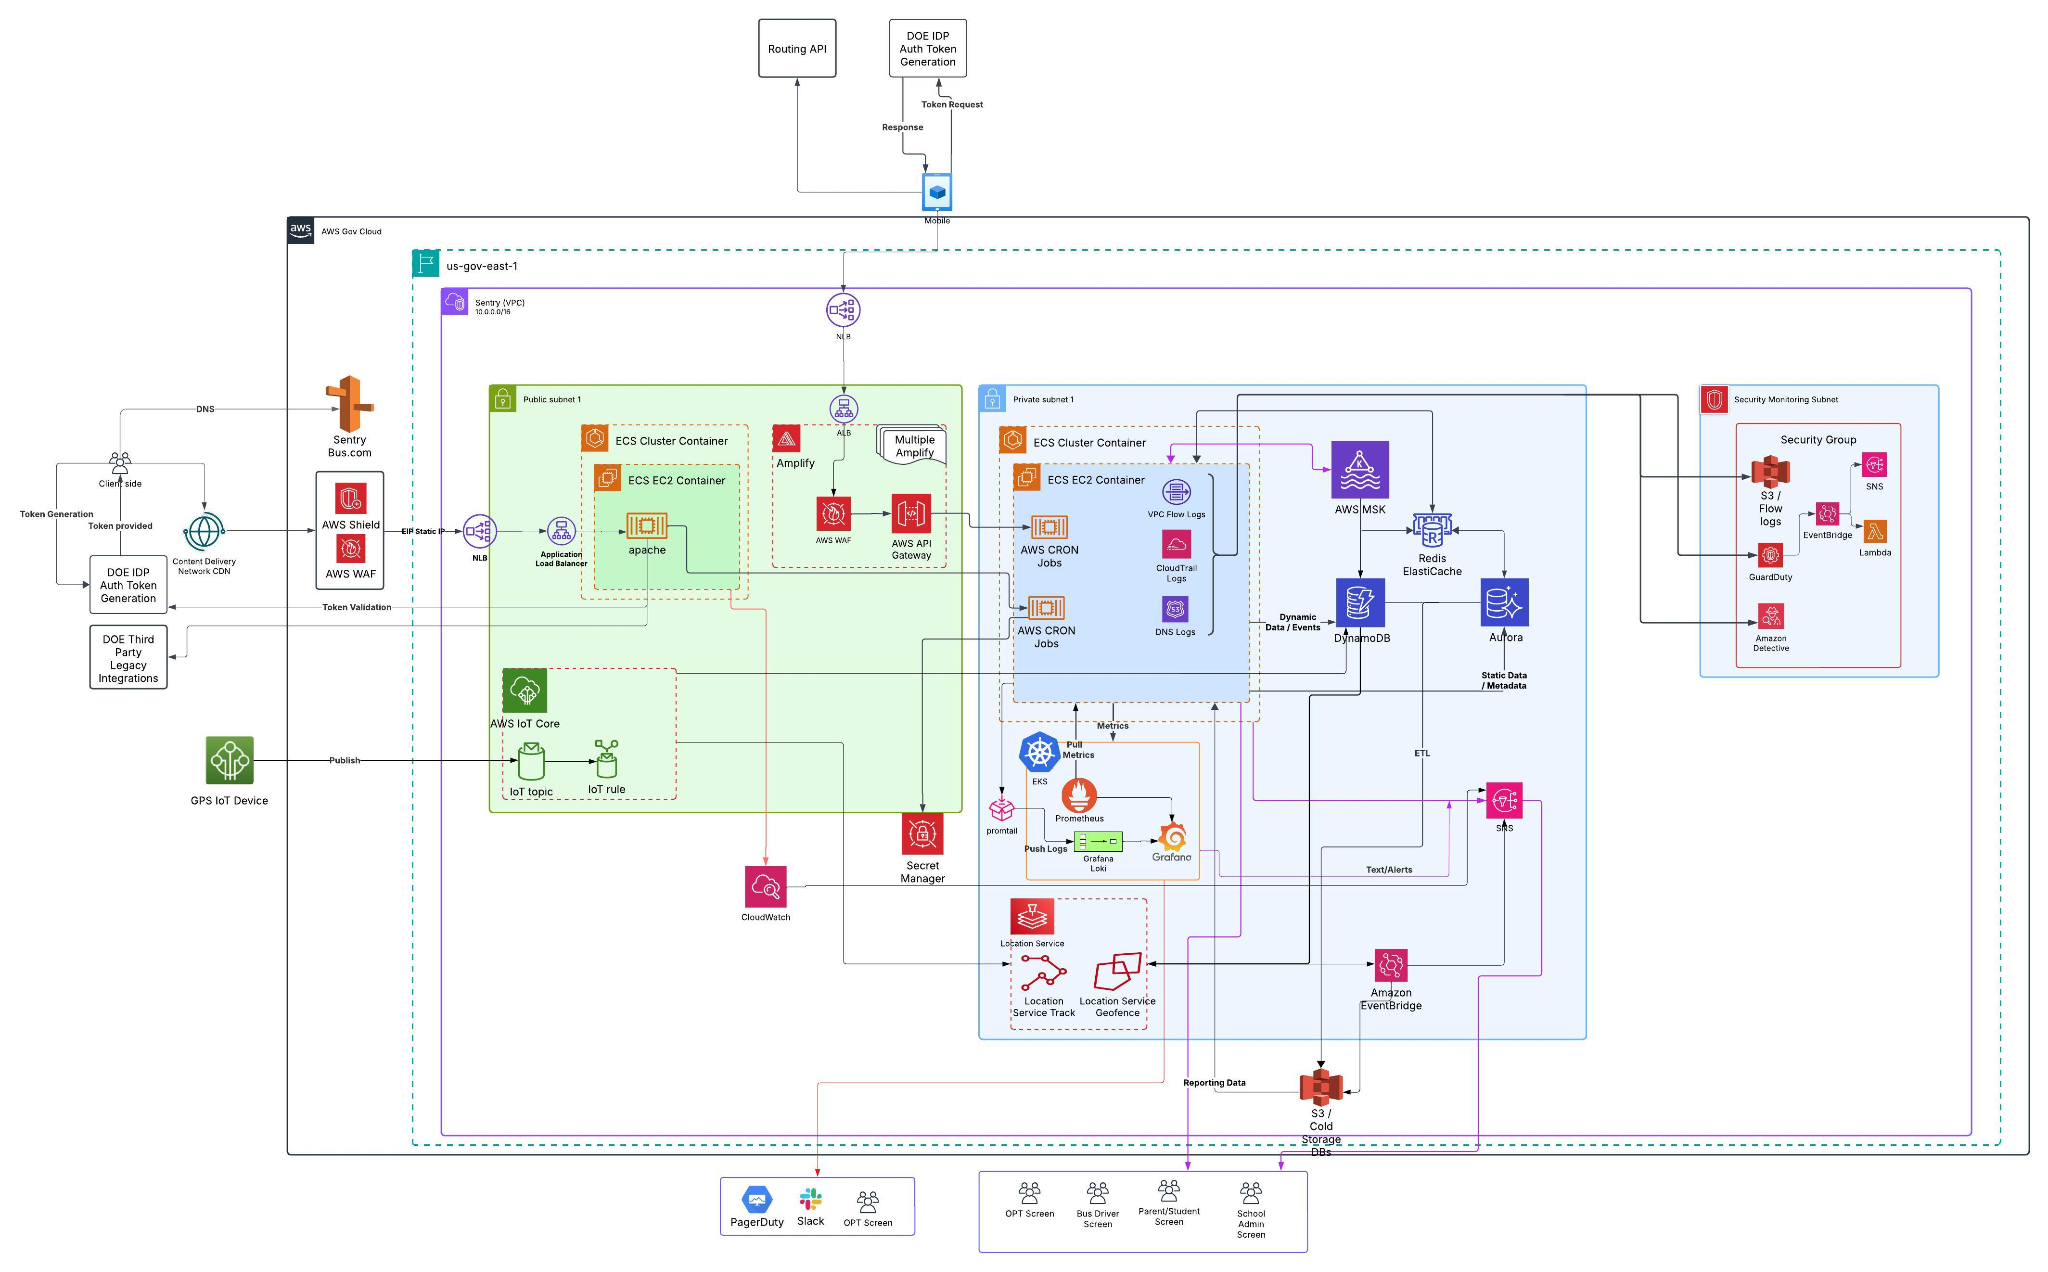 Routing API
DOE IDP
Auth Token
Generation
Token Request
Response
Mobile
aws
AWS Gov Cloud
us-gov-east-1
Sentry (VPC)
10.0.0.0/16
NLB
Public subnet 1
ALB
ECS Cluster Container
ECS EC2 Container
apache
Amplify
Multiple
Amplify
AWS WAF
AWS API
Gateway
DNS
Sentry
Bus.com
Client side
Token Generation
Token provided
Content Delivery
Network CDN
AWS Shield
AWS WAF
EIP Static IP
NLB
Application
Load Balancer
DOE IDP
Auth Token
Generation
Token Validation
DOE Third
Party
Legacy
Integrations
AWS IoT Core
IoT topic
IoT rule
Publish
GPS IoT Device
Secret
Manager
CloudWatch
Private subnet 1
ECS Cluster Container
ECS EC2 Container
AWS CRON
Jobs
AWS CRON
Jobs
VPC Flow Logs
CloudTrail
Logs
53
DNS Logs
K
AWS MSK
R
Redis
ElastiCache
Dynamic
Data / Events
DynamoDB
Aurora
Static Data
/ Metadata
Metrics
Pull
Metrics
EKS
Prometheus
promtail
Push Logs
Grafana
Loki
Grafana
ETL
SNS
Text/Alerts
Location Service
Location
Service Track
Location Service
Geofence
Amazon
EventBridge
Reporting Data
S3 /
Cold
Storage
DBs
Security Monitoring Subnet
Security Group
S3 /
Flow
logs
SNS
EventBridge
Lambda
GuardDuty
Amazon
Detective
PagerDuty
Slack
OPT Screen
OPT Screen
Bus Driver
Screen
Parent/Student
Screen
School
Admin
Screen